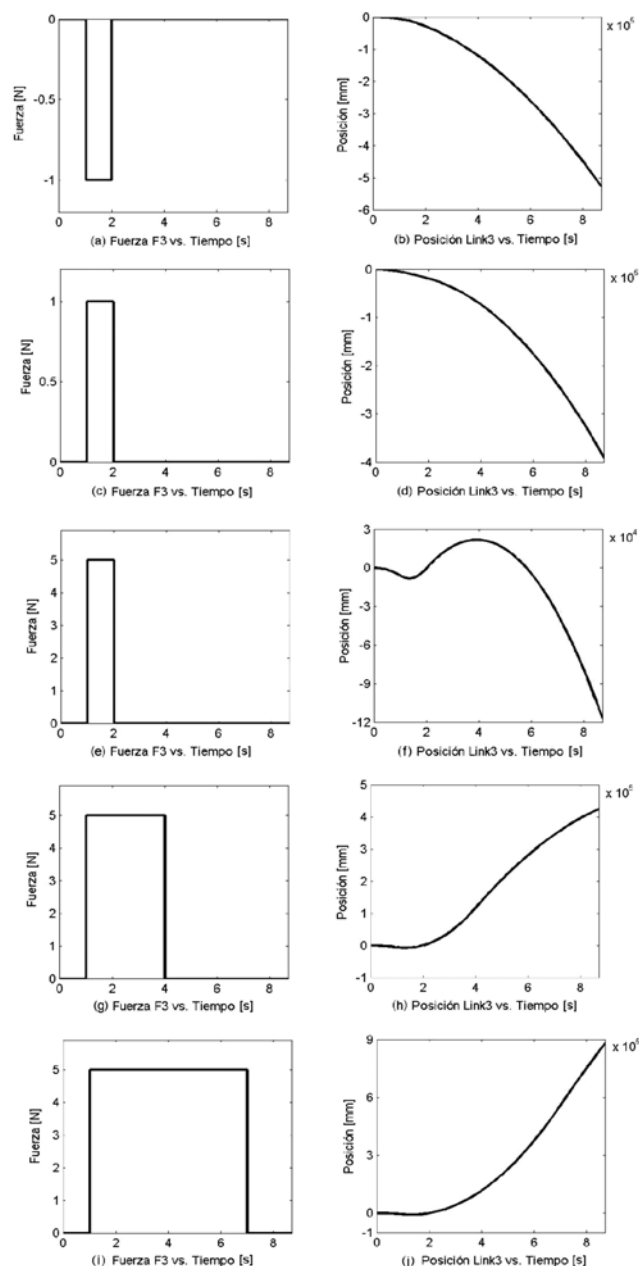 0
-0.5
-1
Fuerza [N]
0 2 4 6 8
(a) Fuerza F3 vs. Tiempo [s]
x 10⁵
0
-1
-2
-3
-4
-5
-6
Posición [mm]
0 2 4 6 8
(b) Posición Link3 vs. Tiempo [s]
1
0.5
0
Fuerza [N]
0 2 4 6 8
(c) Fuerza F3 vs. Tiempo [s]
x 10⁵
0
-1
-2
-3
-4
Posición [mm]
0 2 4 6 8
(d) Posición Link3 vs. Tiempo [s]
5
4
3
2
1
0
Fuerza [N]
0 2 4 6 8
(e) Fuerza F3 vs. Tiempo [s]
x 10⁴
3
0
-3
-6
-9
-12
Posición [mm]
0 2 4 6 8
(f) Posición Link3 vs. Tiempo [s]
5
4
3
2
1
0
Fuerza [N]
0 2 4 6 8
(g) Fuerza F3 vs. Tiempo [s]
x 10⁵
5
4
3
2
1
0
-1
Posición [mm]
0 2 4 6 8
(h) Posición Link3 vs. Tiempo [s]
5
4
3
2
1
0
Fuerza [N]
0 2 4 6 8
(i) Fuerza F3 vs. Tiempo [s]
x 10⁵
9
6
3
0
-1
Posición [mm]
0 2 4 6 8
(j) Posición Link3 vs. Tiempo [s]